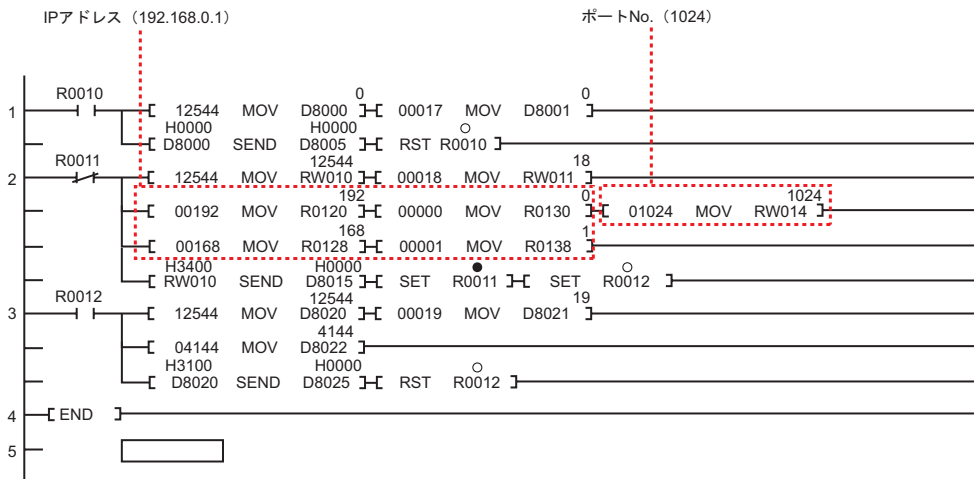 IPアドレス（192.168.0.1） ポートNo.（1024）
R0010 0 0
1 12544 MOV D8000 00017 MOV D8001
H0000 H0000
D8000 SEND D8005 RST R0010
R0011 12544 18
2 12544 MOV RW010 00018 MOV RW011
192 0 1024
00192 MOV R0120 00000 MOV R0130 01024 MOV RW014
168 1
00168 MOV R0128 00001 MOV R0138
H3400 H0000
RW010 SEND D8015 SET R0011 SET R0012
R0012 12544 19
3 12544 MOV D8020 00019 MOV D8021
4144
04144 MOV D8022
H3100 H0000
D8020 SEND D8025 RST R0012
4 END
5